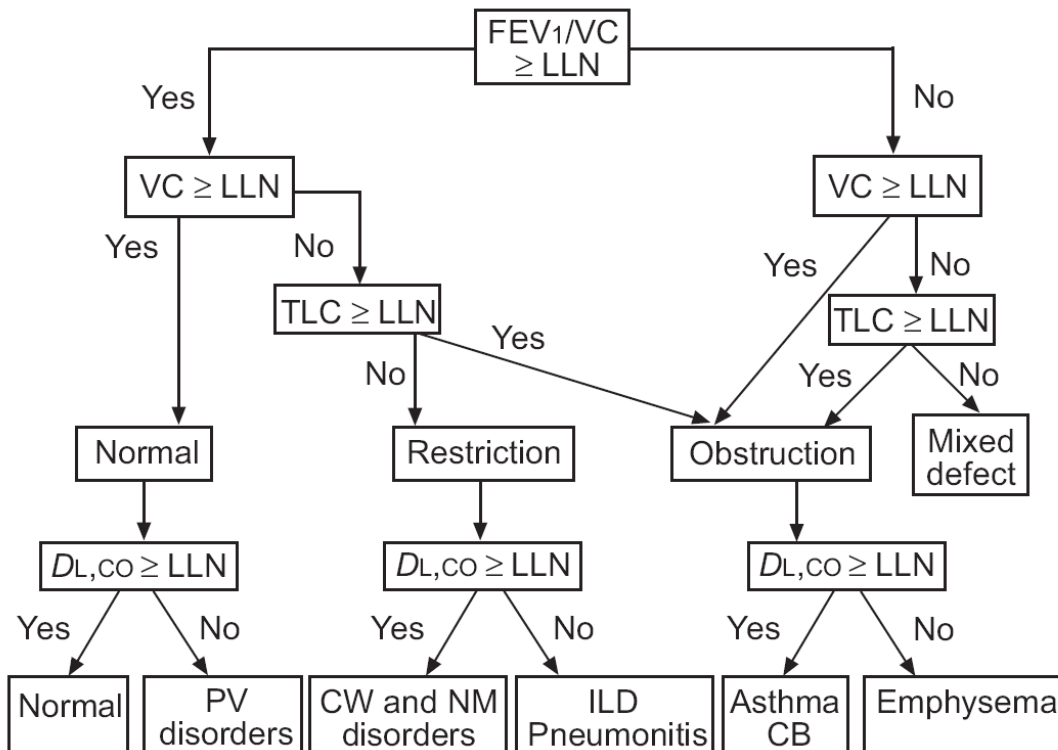 FEV1/VC
≥ LLN
Yes
No
VC ≥ LLN
VC ≥ LLN
Yes
No
Yes
No
TLC ≥ LLN
TLC ≥ LLN
Yes
No
Yes
No
Normal
Restriction
Obstruction
Mixed
defect
DL,CO ≥ LLN
DL,CO ≥ LLN
DL,CO ≥ LLN
Yes
No
Yes
No
Yes
No
Normal
PV
disorders
CW and NM
disorders
ILD
Pneumonitis
Asthma
CB
Emphysema